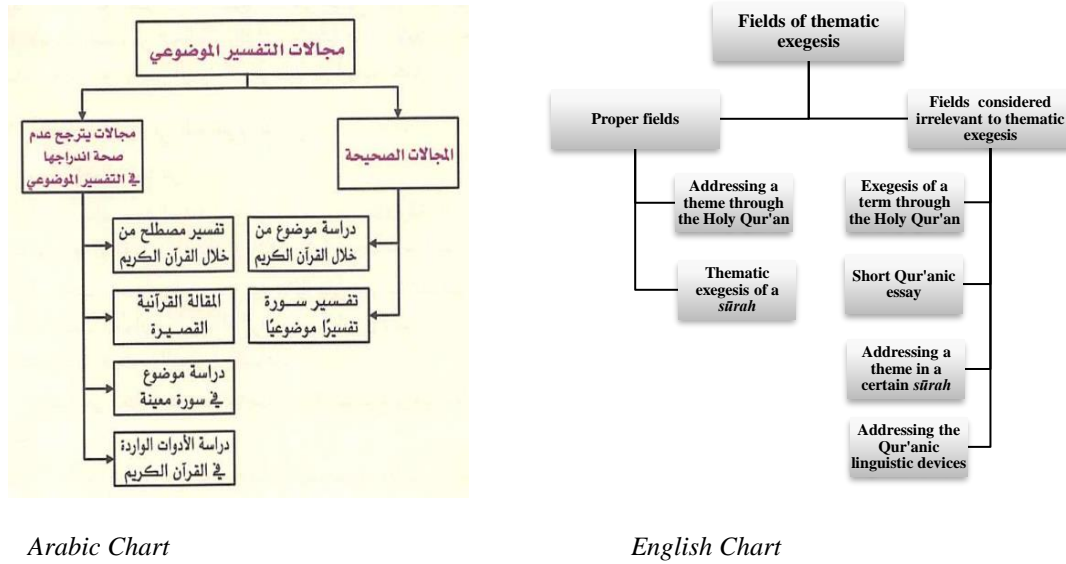 مجالات التفسير الموضوعي
المجالات الصحيحة
دراسة موضوع من
خلال القرآن الكريم
تفسير سورة
تفسيرًا موضوعيًا
مجالات يترجح عدم
صحة اندراجها
في التفسير الموضوعي
تفسير مصطلح من
خلال القرآن الكريم
المقالة القرآنية
القصيرة
دراسة موضوع
في سورة معينة
دراسة الأدوات الواردة
في القرآن الكريم
Arabic Chart
Fields of thematic
exegesis
Proper fields
Addressing a
theme through
the Holy Qur'an
Thematic
exegesis of a
sūrah
Fields considered
irrelevant to thematic
exegesis
Exegesis of a
term through
the Holy Qur'an
Short Qur'anic
essay
Addressing a
theme in a
certain sūrah
Addressing the
Qur'anic
linguistic devices
English Chart